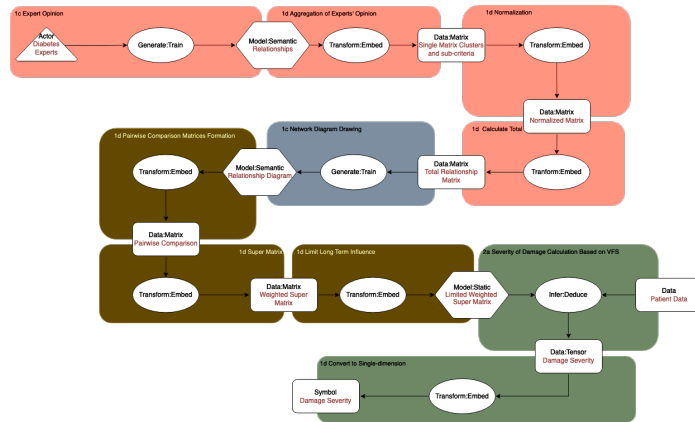 1c Expert Opinion
Actor
Diabetes
Experts
Generate:Train
Model:Semantic
Relationships
1d Aggregation of Experts' Opinion
Transform:Embed
Data:Matrix
Single Matrix Clusters
and sub-criteria
1d Normalization
Transform:Embed
Data:Matrix
Normalized Matrix
1d Calculate Total
Tranform:Embed
Data:Matrix
Total Relationship
Matrix
1c Network Diagram Drawing
Generate:Train
Model:Semantic
Relationship Diagram
1d Pairwise Comparison Matrices Formation
Transform:Embed
Data:Matrix
Pairwise Comparison
1d Super Matrix
Transform:Embed
Data:Matrix
Weighted Super
Matrix
1d Limit Long Term Influence
Transform:Embed
Model:Static
Limited Weighted
Super Matrix
2a Severity of Damage Calculation Based on VFS
Infer:Deduce
Data
Patient Data
Data:Tensor
Damage Severity
1d Convert to Single-dimension
Transform:Embed
Symbol
Damage Severity